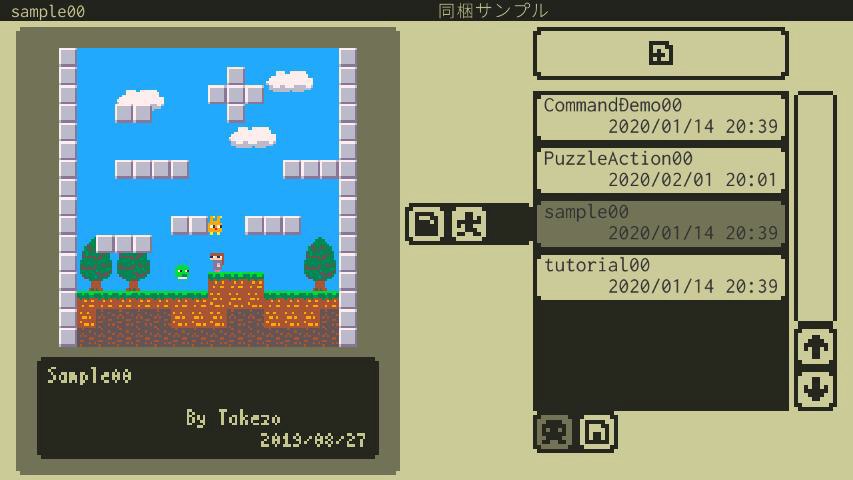 sample00
同梱サンプル
CommandDemo00
2020/01/14 20:39
PuzzleAction00
2020/02/01 20:01
sample00
2020/01/14 20:39
tutorial00
2020/01/14 20:39
Sample00
By Takezo
2019/08/27